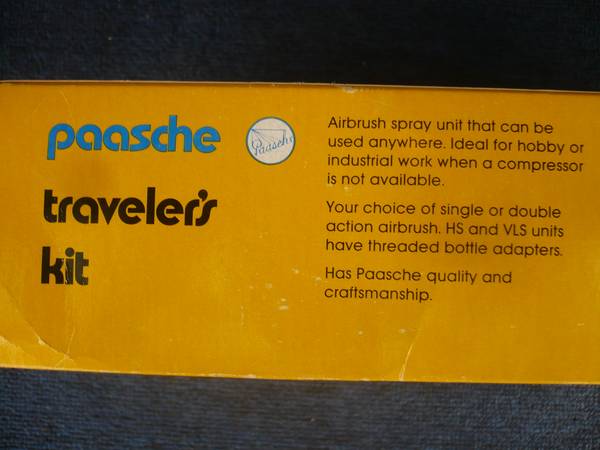 paasche
Paasche
traveler's
kit
Airbrush spray unit that can be
used anywhere. Ideal for hobby or
industrial work when a compressor
is not available.
Your choice of single or double
action airbrush. HS and VLS units
have threaded bottle adapters.
Has Paasche quality and
craftsmanship.